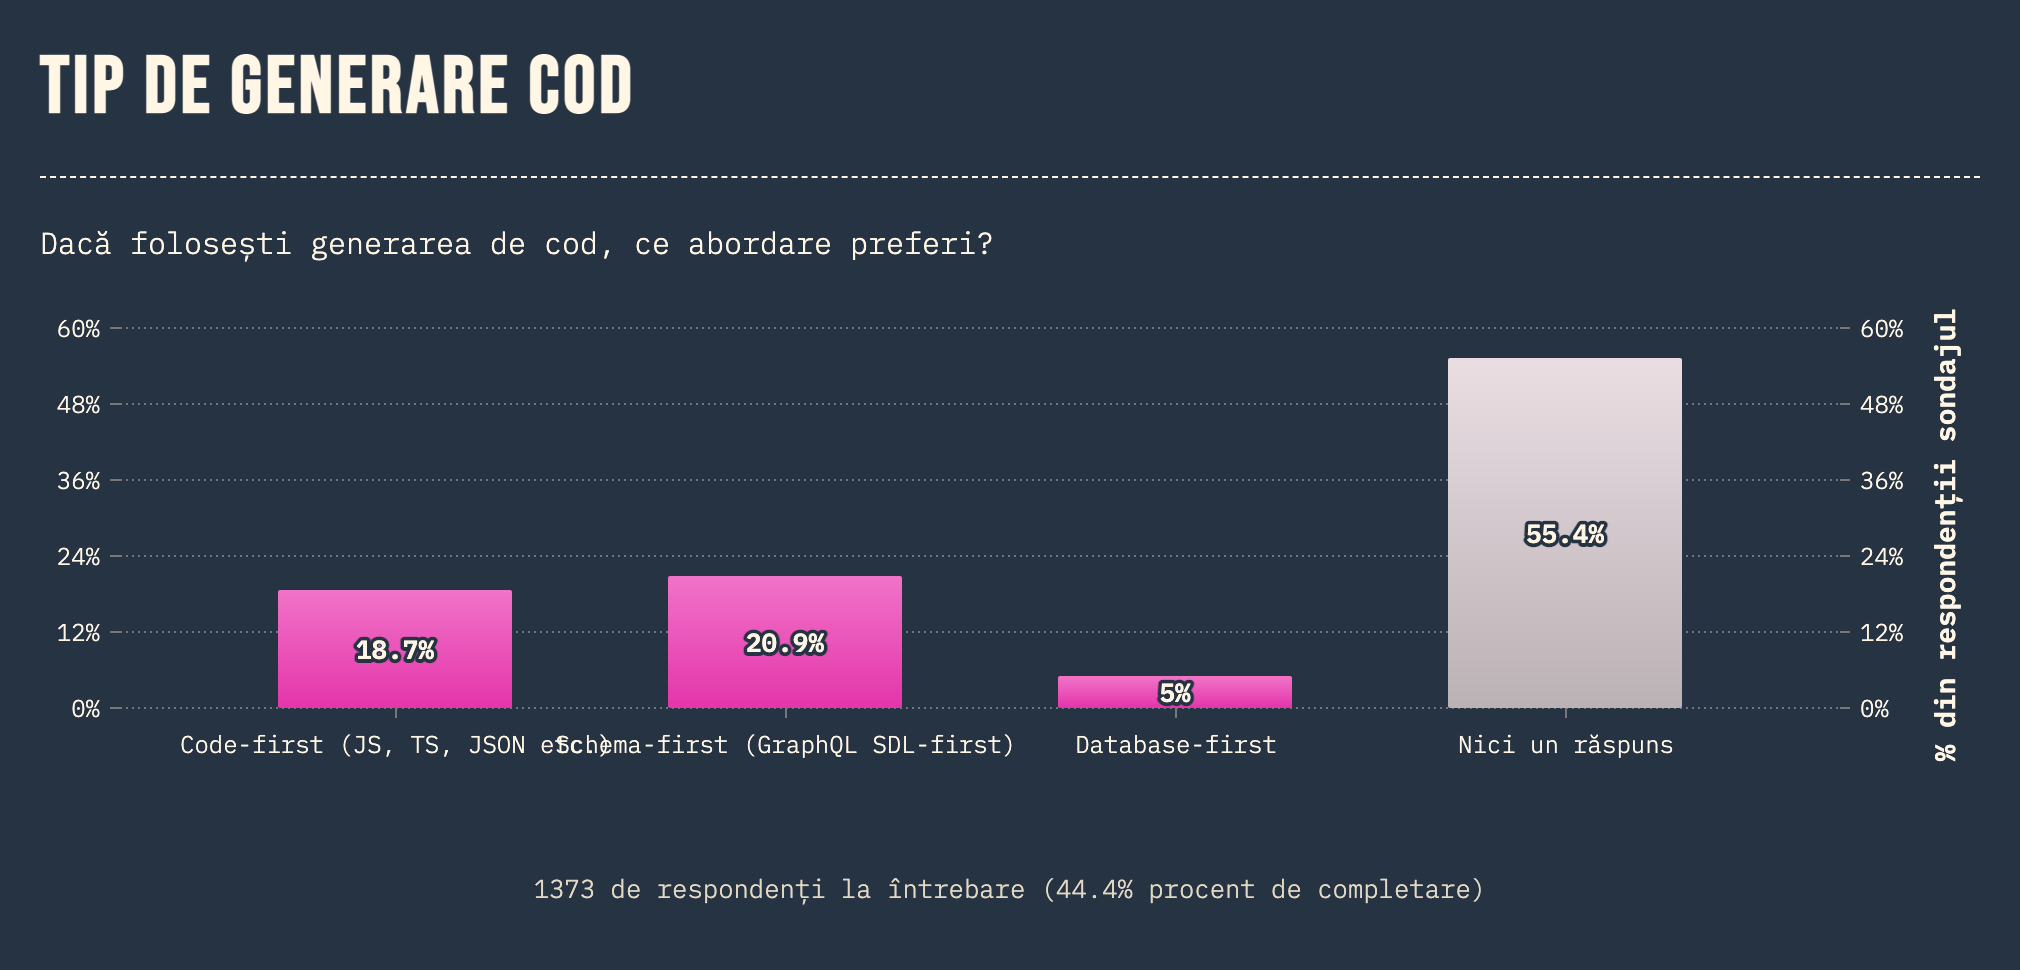 TIP DE GENERARE COD
Dacă folosești generarea de cod, ce abordare preferi?
60%
48%
36%
24%
12%
0%
60%
48%
36%
24%
12%
0%
% din respondenții sondajul
18.7%
20.9%
5%
55.4%
Code-first (JS, TS, JSON etc.)
Schema-first (GraphQL SDL-first)
Database-first
Nici un răspuns
1373 de respondenți la întrebare (44.4% procent de completare)